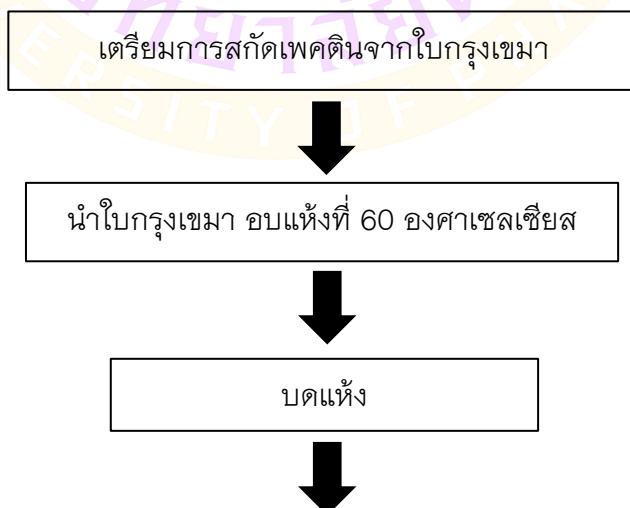 เตรียมการสกัดเพคตินจากใบกรุงเขมา
นำใบกรุงเขมา อบแห้งที่ 60 องศาเซลเซียส
บดแห้ง